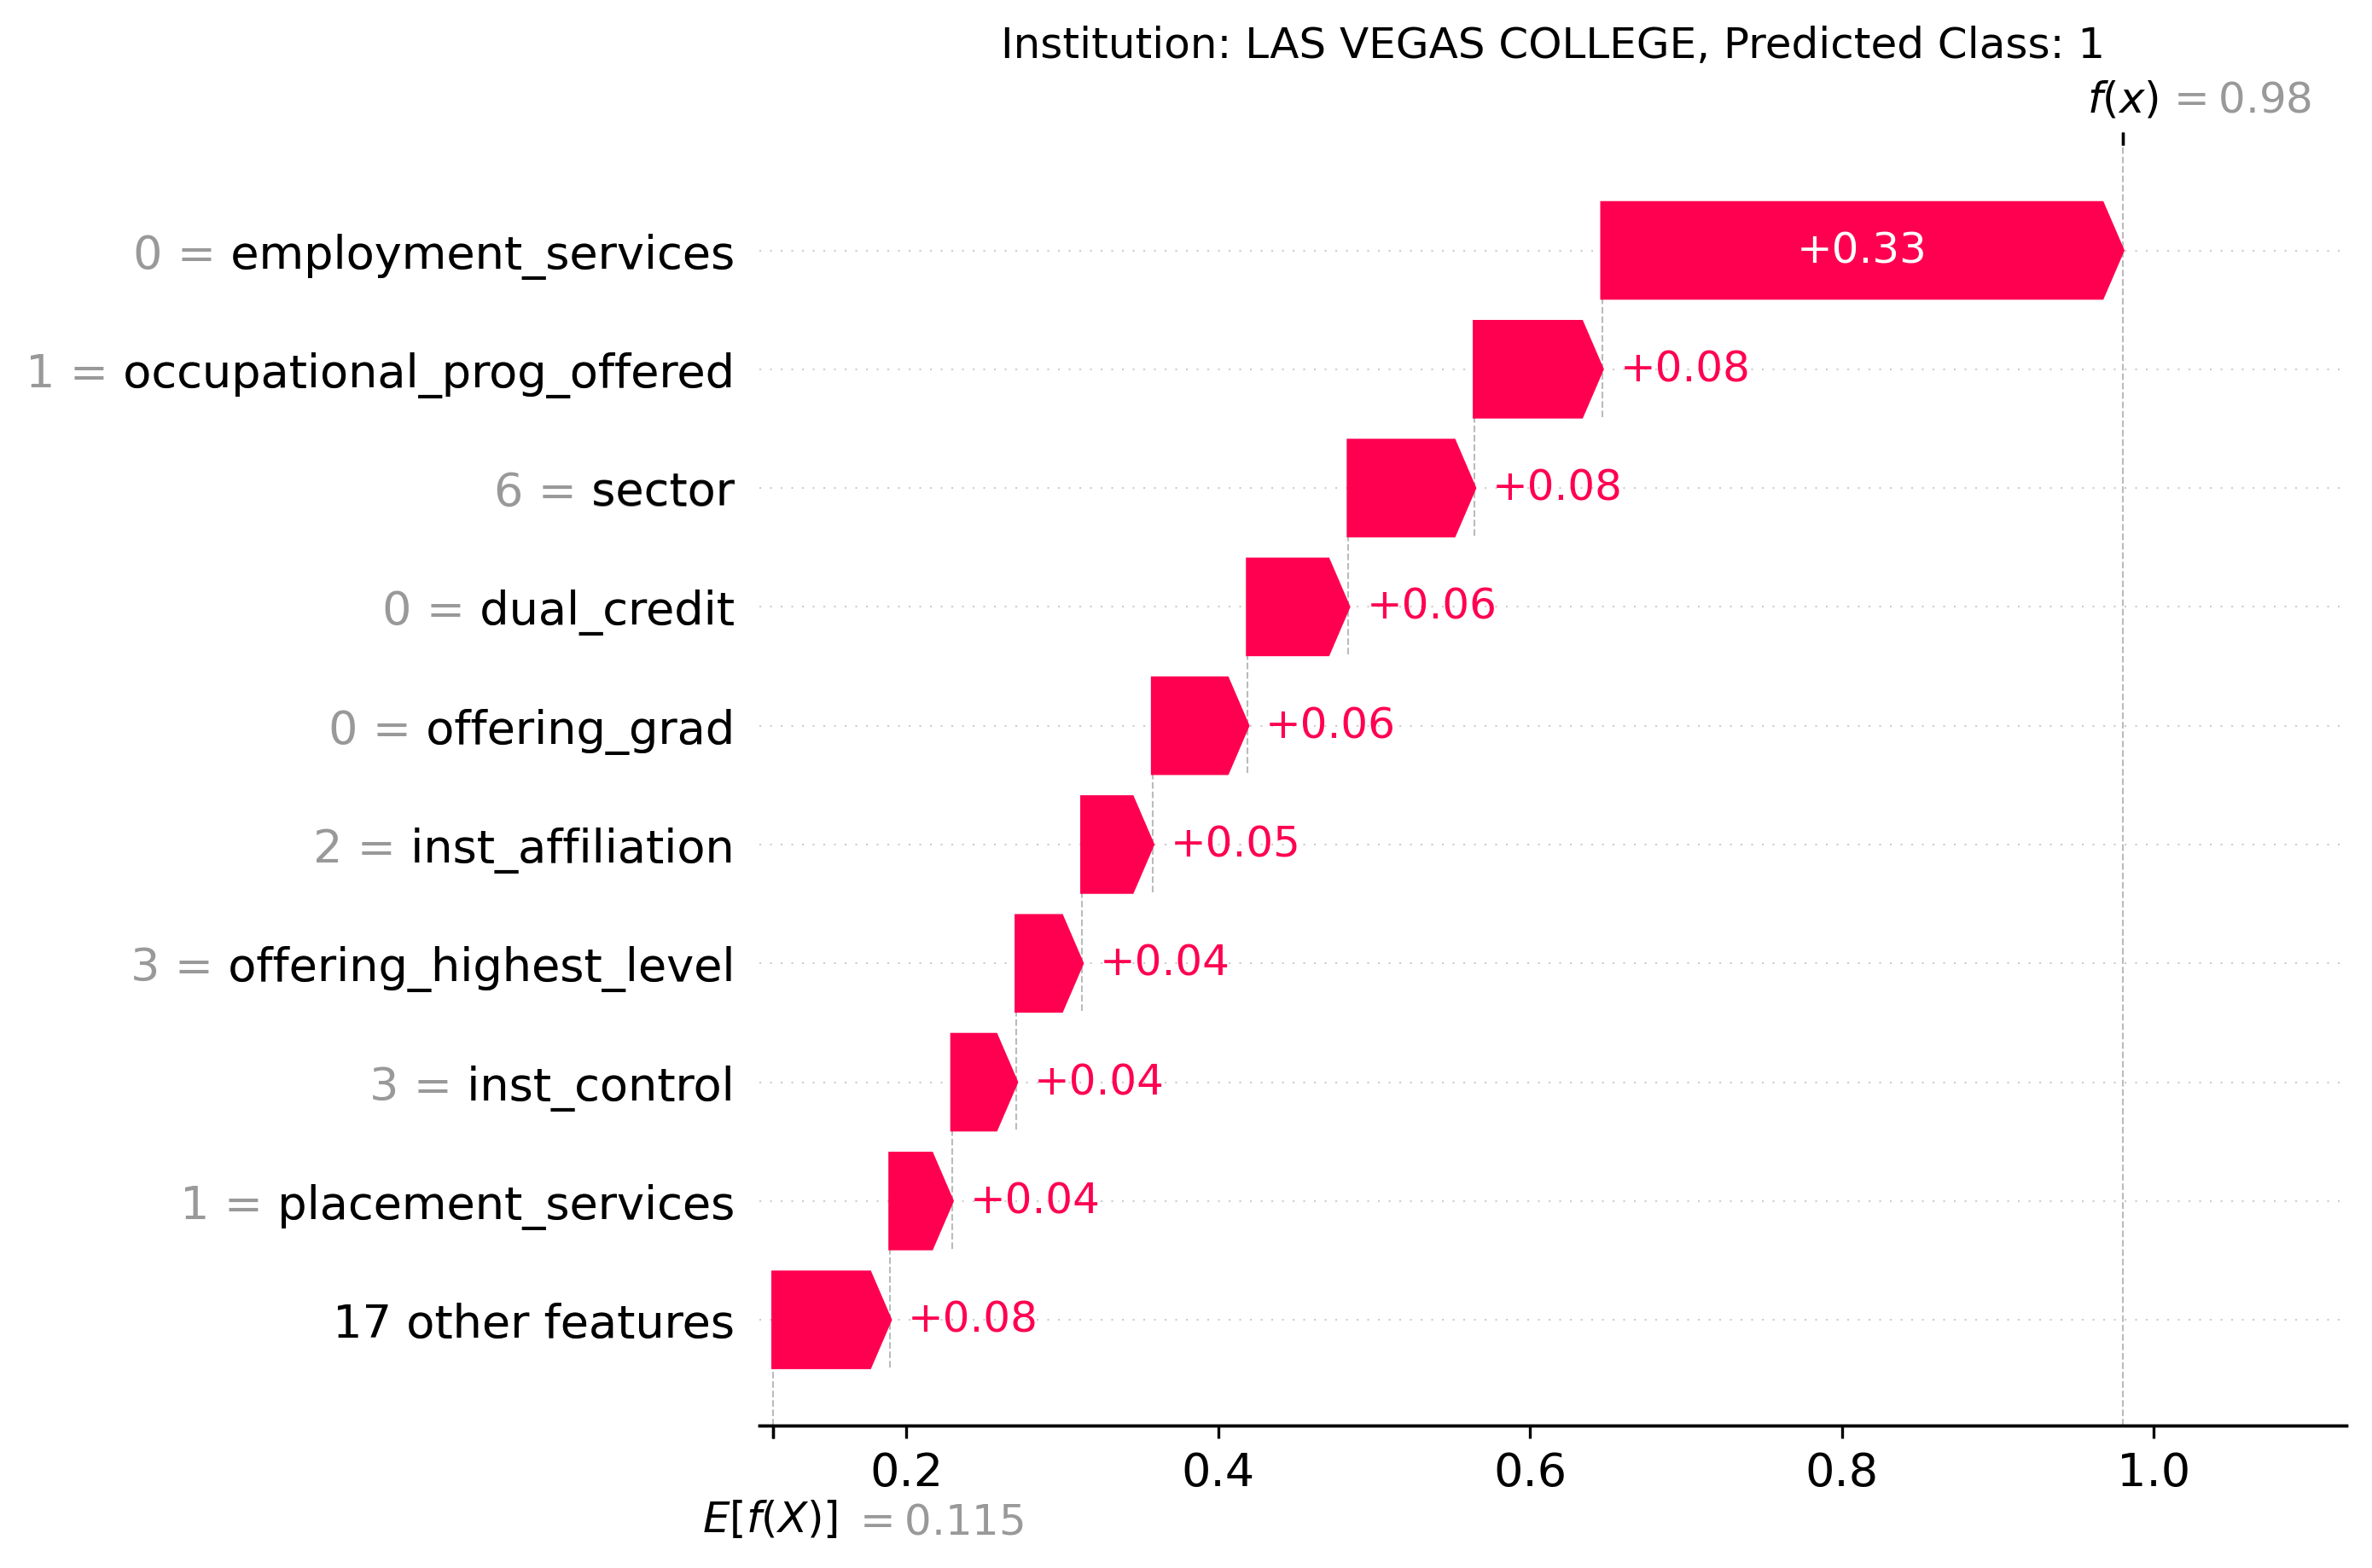 Institution: LAS VEGAS COLLEGE, Predicted Class: 1
f(x) = 0.98
0 = employment_services +0.33
1 = occupational_prog_offered +0.08
6 = sector +0.08
0 = dual_credit +0.06
0 = offering_grad +0.06
2 = inst_affiliation +0.05
3 = offering_highest_level +0.04
3 = inst_control +0.04
1 = placement_services +0.04
17 other features +0.08
0.2 0.4 0.6 0.8 1.0
E[f(X)] = 0.115